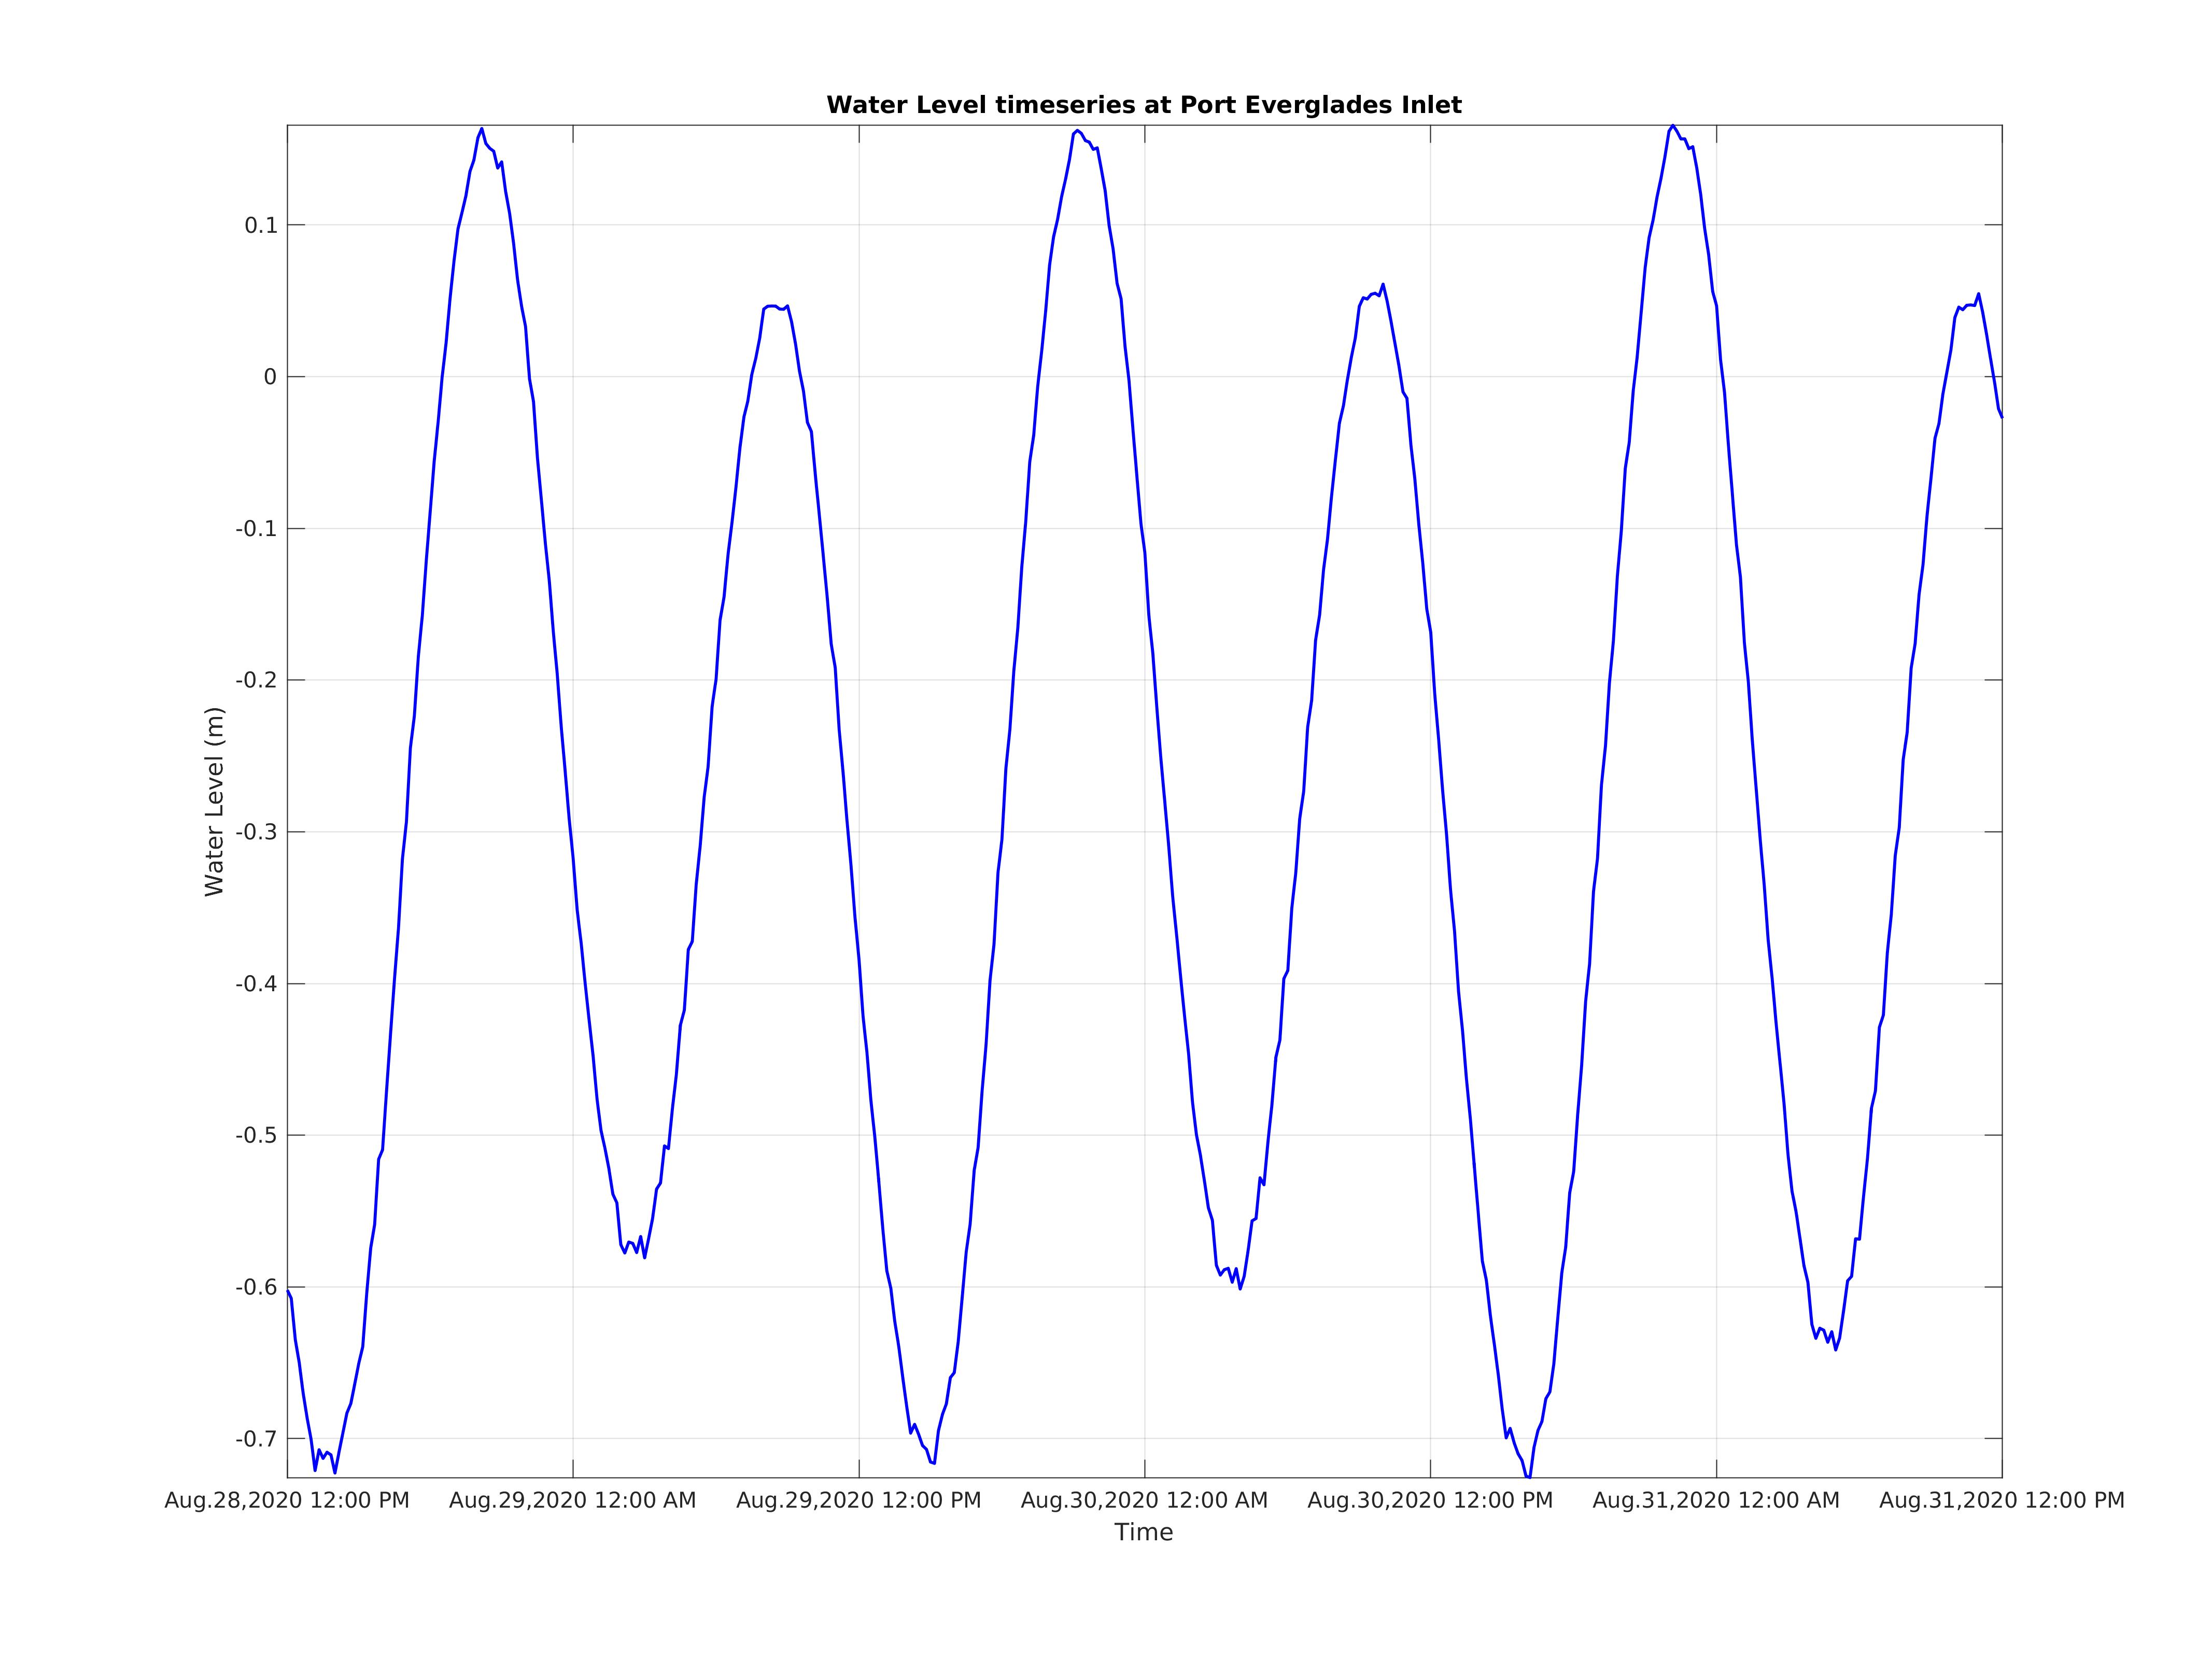 Water Level timeseries at Port Everglades Inlet
0.1
0
-0.1
-0.2
-0.3
-0.4
-0.5
-0.6
-0.7
Water Level (m)
Aug.28,2020 12:00 PM Aug.29,2020 12:00 AM Aug.29,2020 12:00 PM Aug.30,2020 12:00 AM Aug.30,2020 12:00 PM Aug.31,2020 12:00 AM Aug.31,2020 12:00 PM
Time